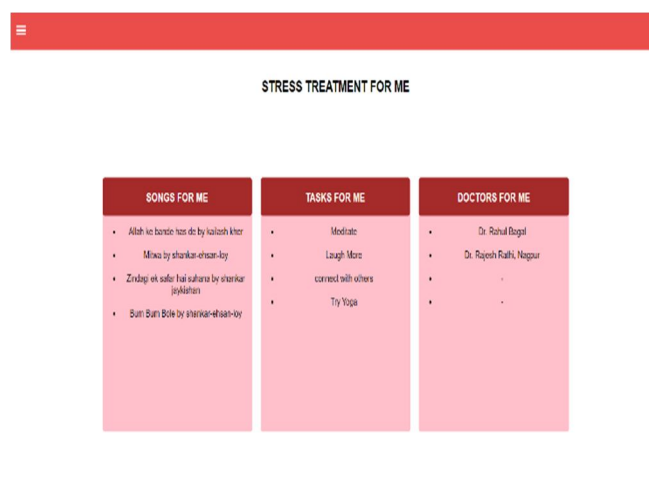 STRESS TREATMENT FOR ME
SONGS FOR ME
• Allah ke bande has de by kailash kher
• Mitwa by shankar-ehsan-loy
• Zindagi ek safar hai suhana by shankar
jaykishan
• Bum Bum Bole by shankar-ehsan-loy
TASKS FOR ME
• Meditate
• Laugh More
• connect with others
• Try Yoga
DOCTORS FOR ME
• Dr. Rahul Bagal
• Dr. Rajesh Rathi, Nagpur
• -
• -